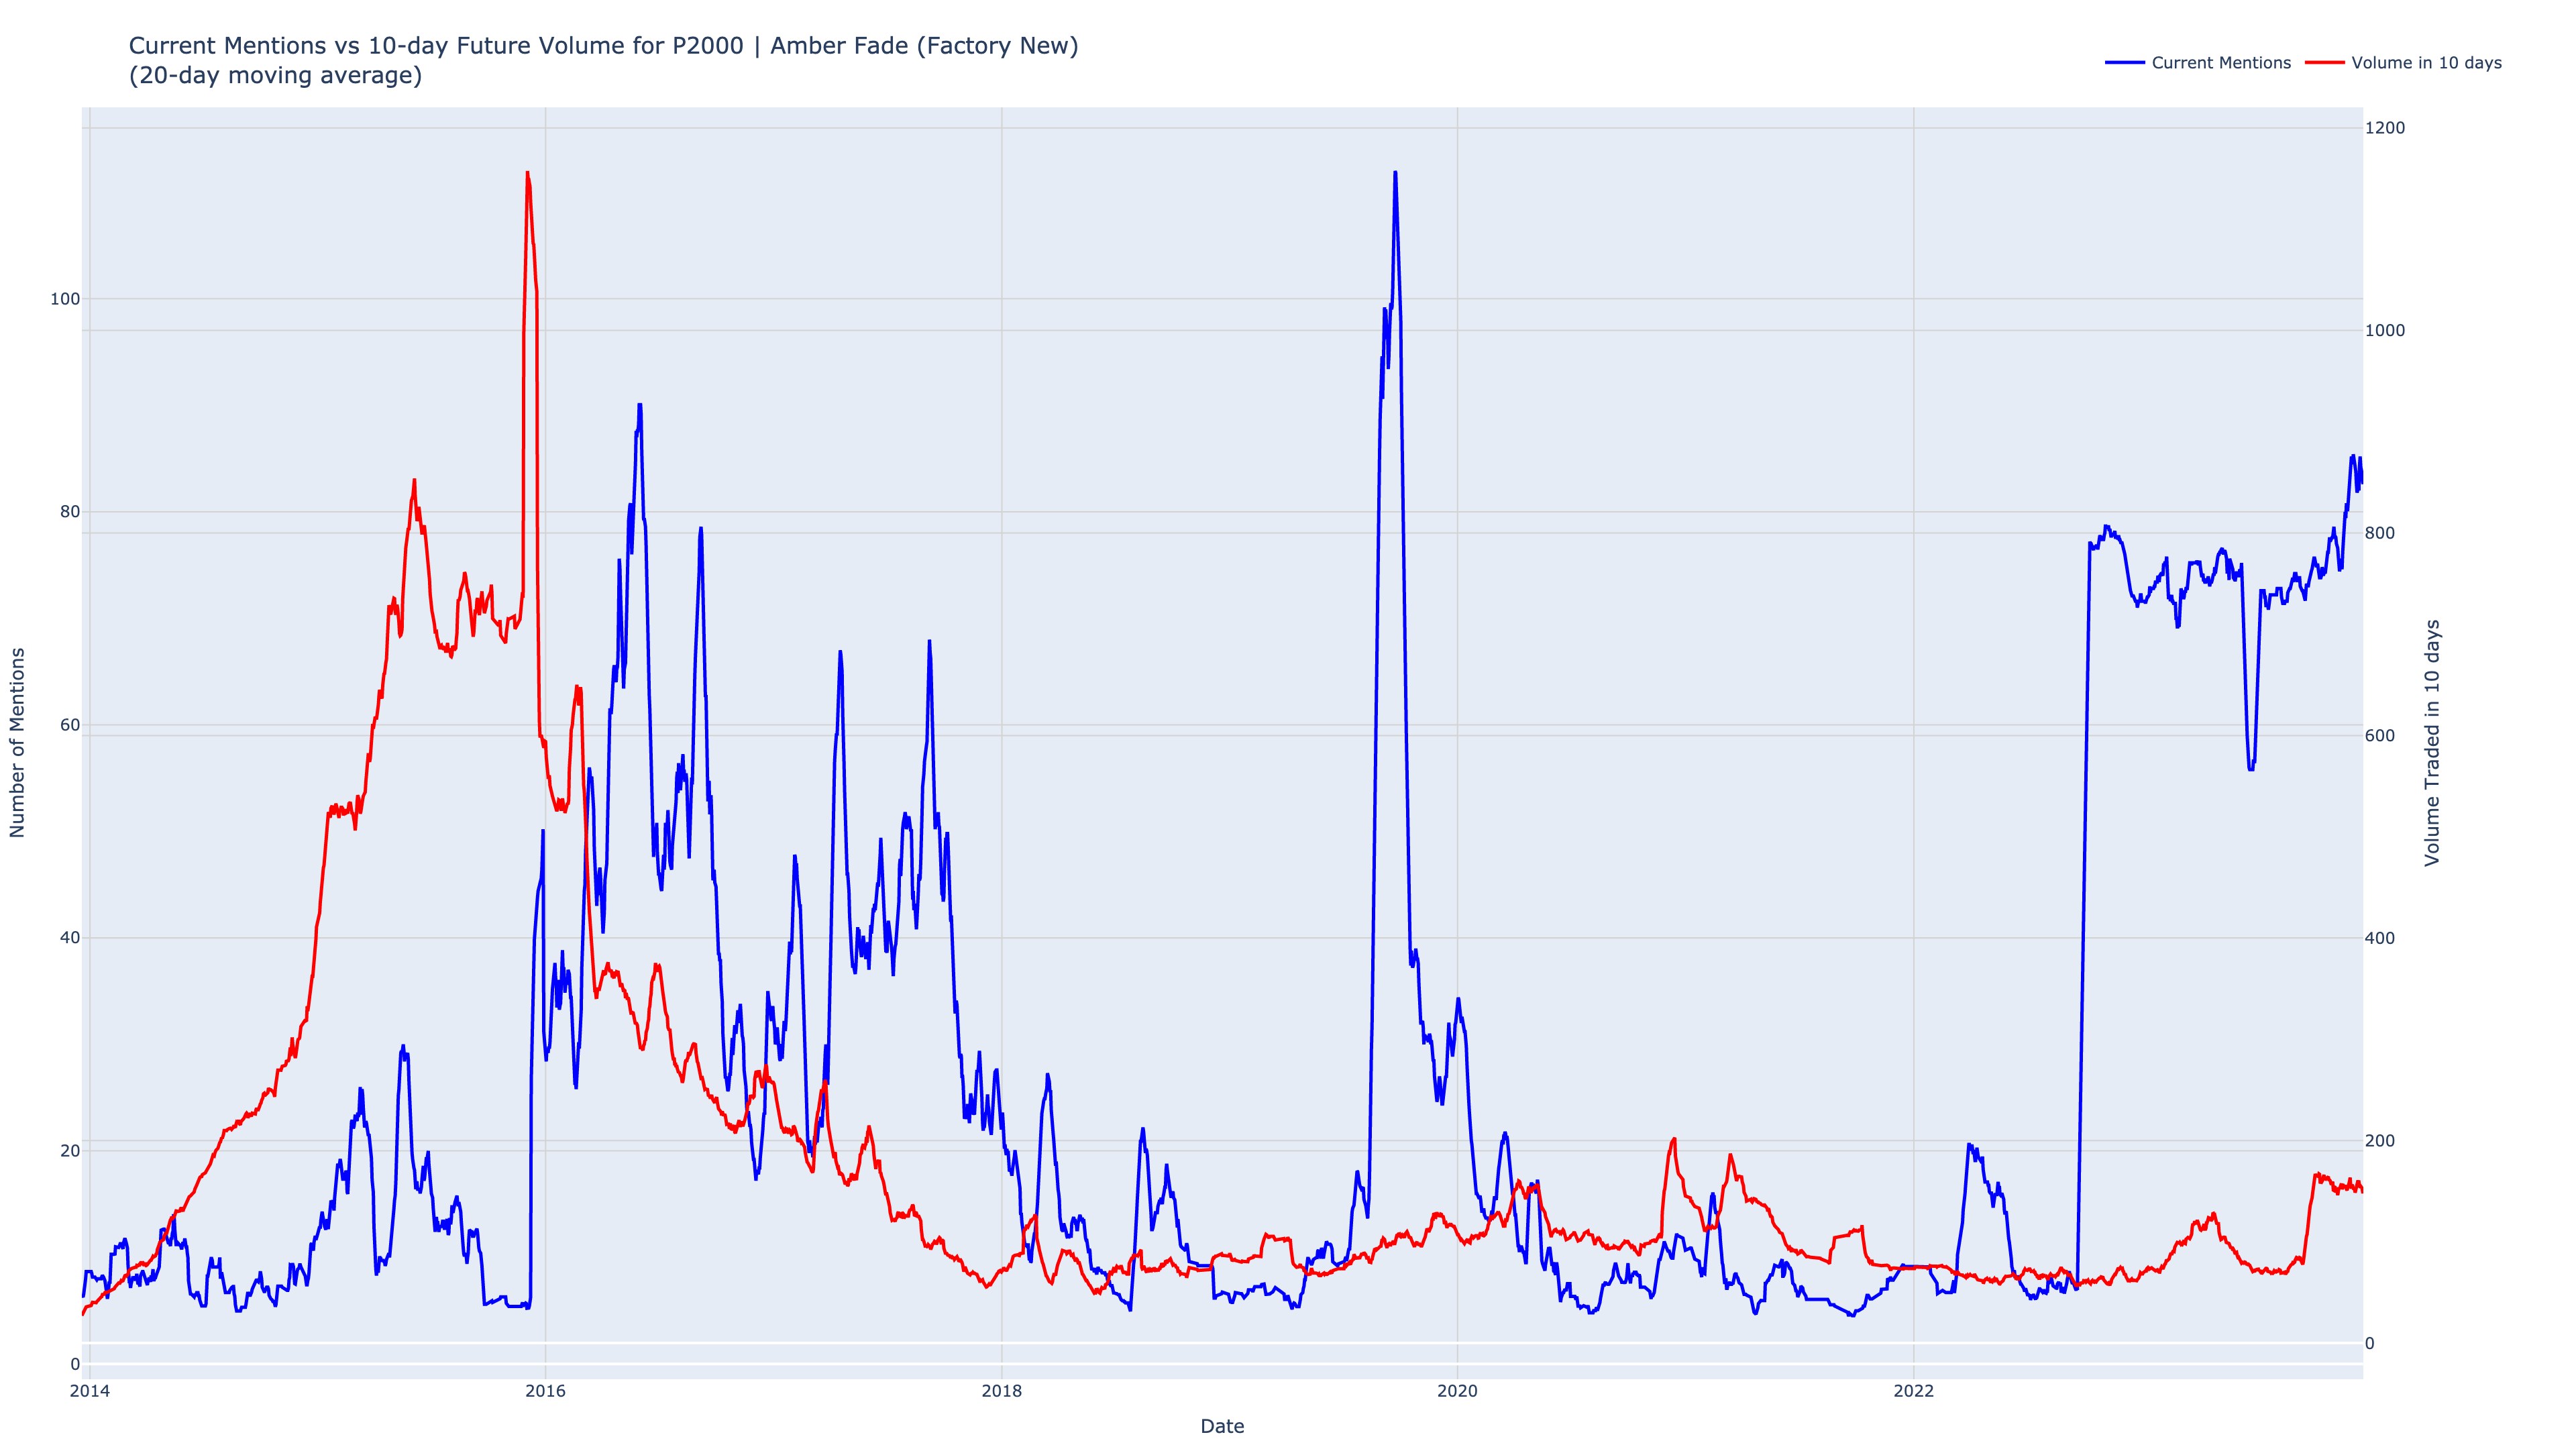 Current Mentions vs 10-day Future Volume for P2000 | Amber Fade (Factory New)
(20-day moving average)
Current Mentions
Volume in 10 days
1200
100
1000
80
800
60
600
40
400
20
200
0
0
Number of Mentions
Volume Traded in 10 days
2014
2016
2018
2020
2022
Date